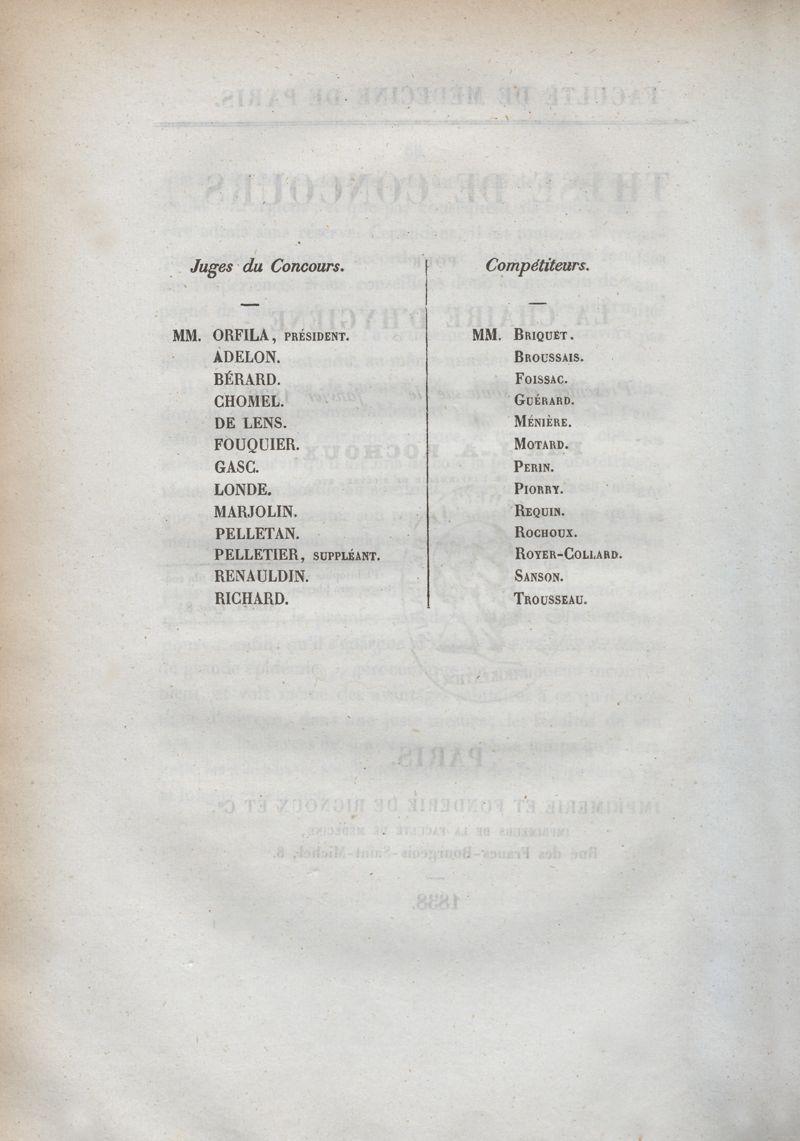 Juges du Concours.
MM. ORFILA, PRÉSIDENT.
ADELON.
BÉRARD.
CHOMEL.
DE LENS.
FOUQUIER.
GASC.
LONDE.
MARJOLIN.
PELLETAN.
PELLETIER, SUPPLÉANT.
RENAULDIN.
RICHARD.
Compétiteurs.
MM. BRIQUET.
BROUSSAIS.
FOISSAC.
GUÉRARD.
MÉNIÈRE.
MOTARD.
PERIN.
PIORRY.
REQUIN.
ROCHOUX.
ROYER-COLLARD.
SANSON.
TROUSSEAU.